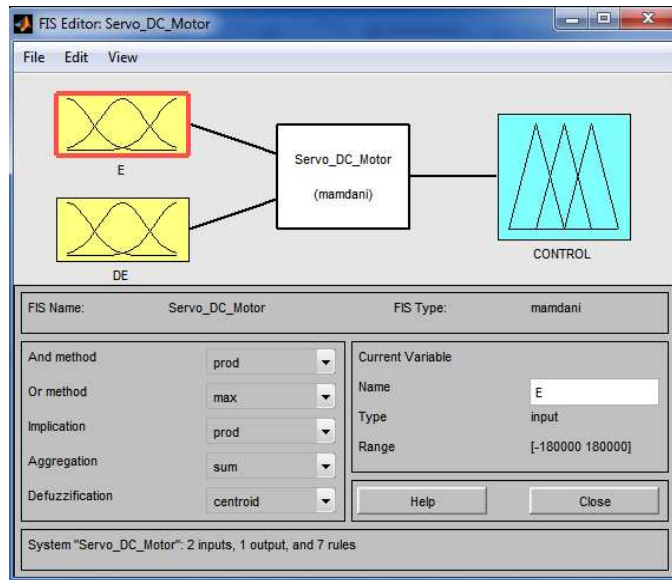 FIS Editor: Servo_DC_Motor
File Edit View
E
DE
Servo_DC_Motor
(mamdani)
CONTROL
FIS Name: Servo_DC_Motor FIS Type: mamdani
And method prod
Or method max
Implication prod
Aggregation sum
Defuzzification centroid
Current Variable
Name E
Type input
Range [-180000 180000]
Help Close
System "Servo_DC_Motor": 2 inputs, 1 output, and 7 rules